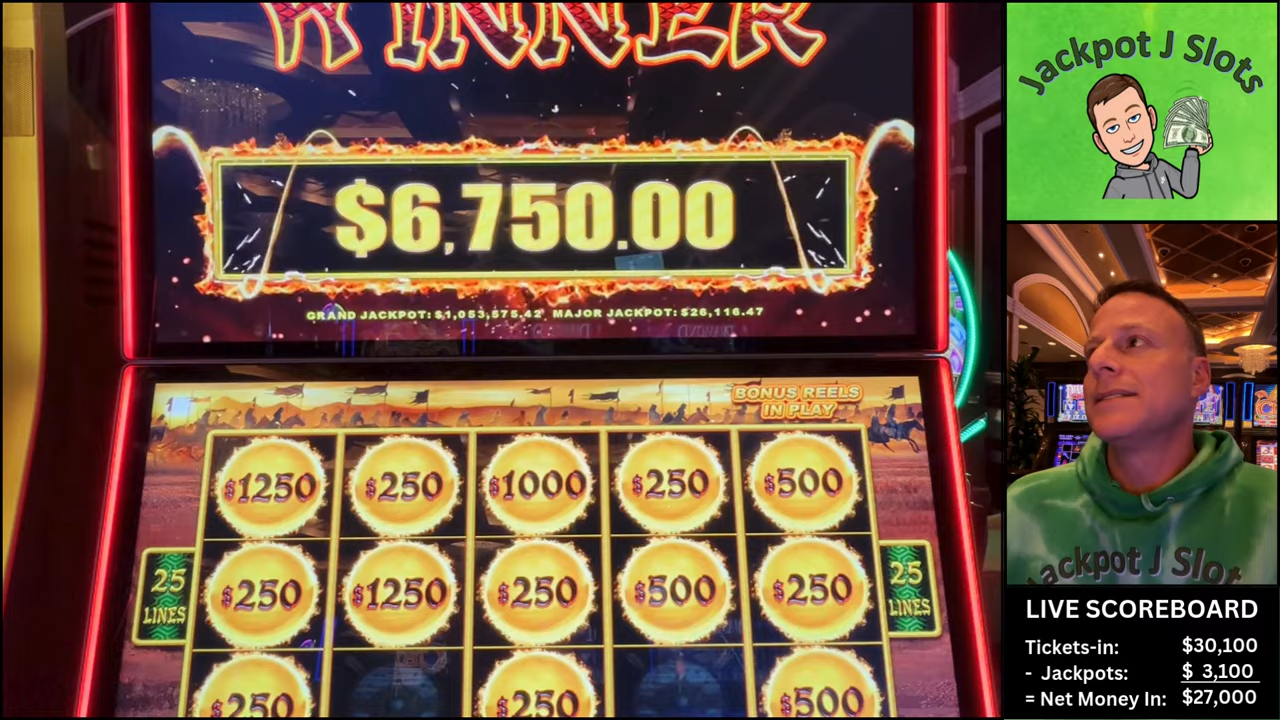 WINNER
$6,750.00
GRAND JACKPOT: $1,053,575.42 MAJOR JACKPOT: $26,116.47
BONUS REELS
IN PLAY
$1250 $250 $1000 $250 $500
$250 $1250 $250 $500 $250
$250 $250 $500
25
LINES
25
LINES
Jackpot J Slots
Jackpot J Slot
LIVE SCOREBOARD
Tickets-in: $30,100
- Jackpots: $ 3,100
= Net Money In: $27,000